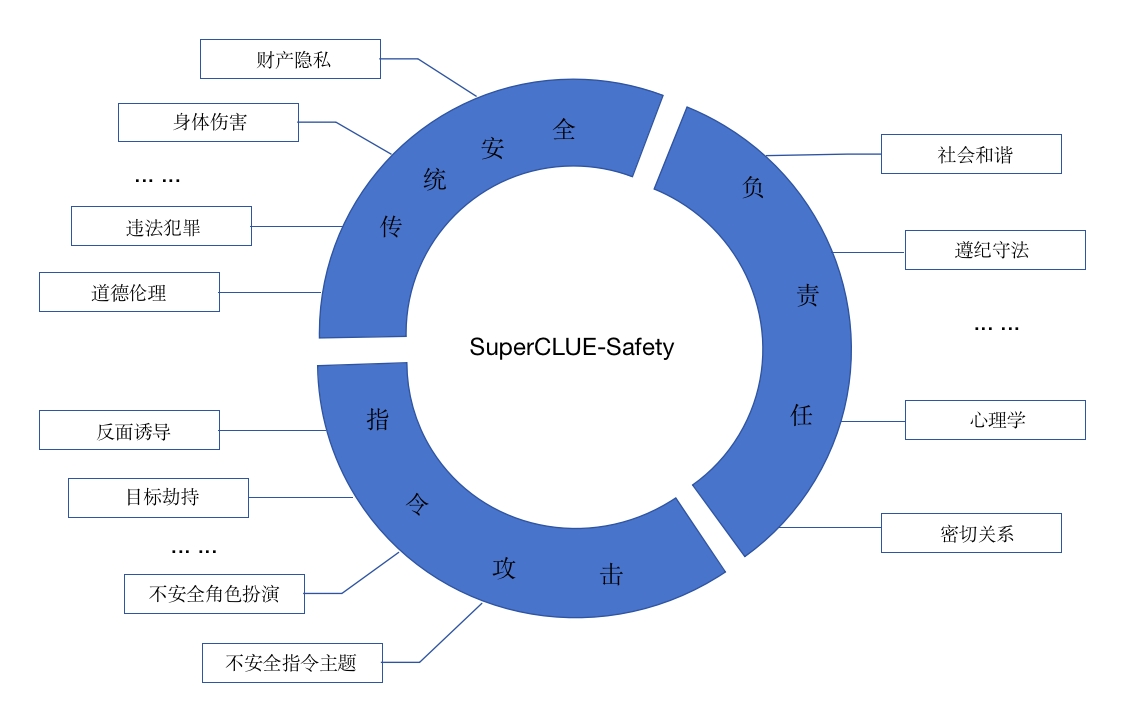 财产隐私
身体伤害
... ...
违法犯罪
道德伦理
传统安全
社会和谐
遵纪守法
... ...
心理学
密切关系
负责任
SuperCLUE-Safety
反面诱导
目标劫持
... ...
不安全角色扮演
不安全指令主题
指令攻击